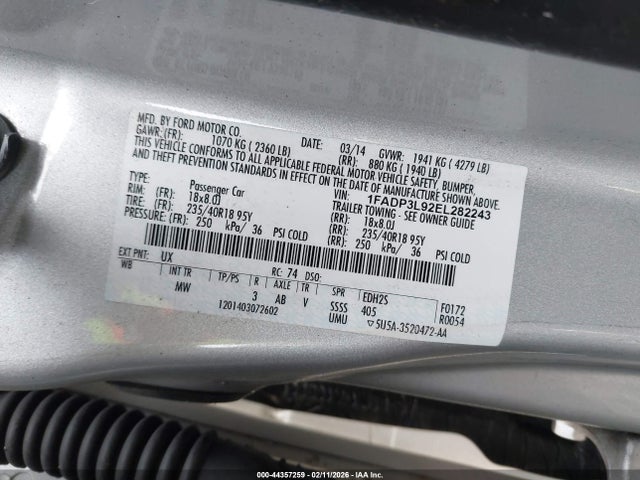 MFD. BY FORD MOTOR CO.
DATE: 03/14 GVWR: 1941 KG ( 4279 LB)
GAWR: (FR): 1070 KG ( 2360 LB) (RR): 880 KG ( 1940 LB)
THIS VEHICLE CONFORMS TO ALL APPLICABLE FEDERAL MOTOR VEHICLE SAFETY, BUMPER,
AND THEFT PREVENTION STANDARDS IN EFFECT ON THE DATE OF MANUFACTURE SHOWN ABOVE.
1FADP3L92EL282243
TYPE: Passenger Car TRAILER TOWING - SEE OWNER GUIDE
RIM: (FR): 18x8.0J (RR): 18x8.0J
TIRE: (FR): 235/40R18 95Y (RR): 235/40R18 95Y
PRESSURE: (FR): 250 kPa/ 36 PSI COLD (RR): 250 kPa/ 36 PSI COLD
EXT PNT: UX RC: 74 DSO:
WB INT TR TP/PS R AXLE TR SPR EDH2S F0172
MW 3 AB V SSSS 405 R0054
1201403072602 UMU ▽5U5A-3520472-AA
000-44357259 - 02/11/2026 - Copyright IAA, LLC